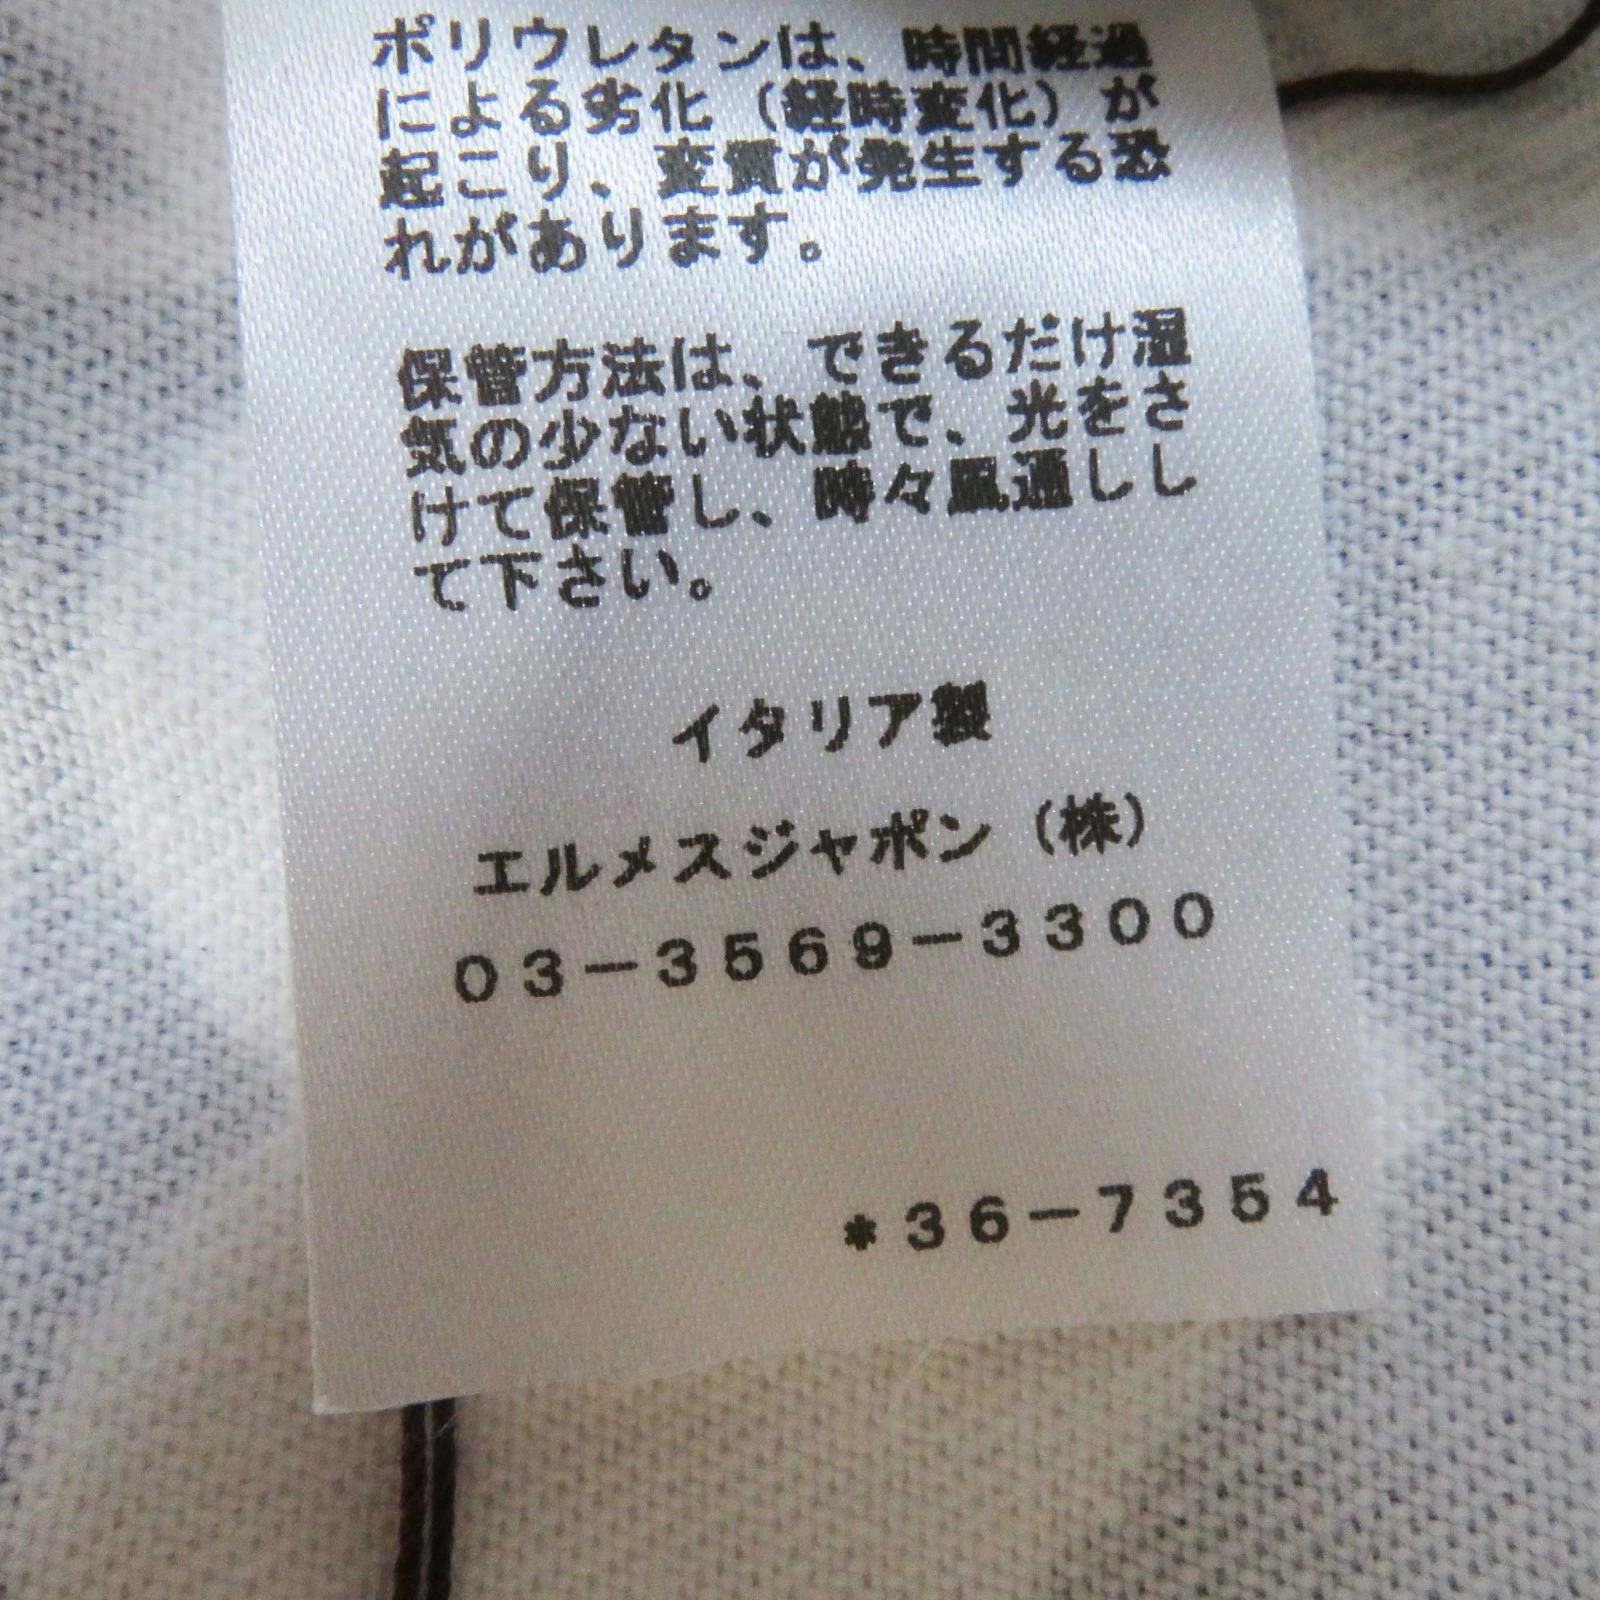 ポリウレタンは、時間経過
による劣化（経時変化）が
起こり、変質が発生する恐
れがあります。
保管方法は、できるだけ湿
気の少ない状態で、光をさ
けて保管し、時々風通しし
て下さい。
イタリア製
エルメスジャポン（株）
０３－３５６９－３３００
＊３６－７３５４